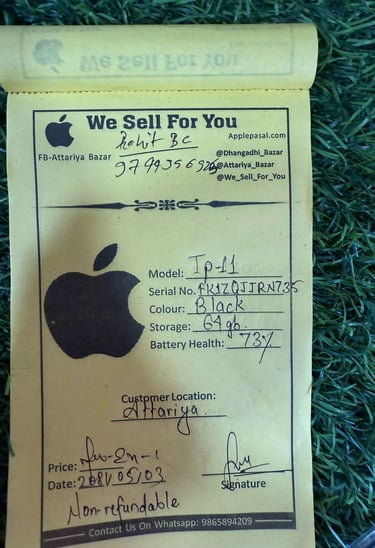 We Sell For You
We Sell For You
Rohit BC
Applepasal.com
FB-Attariya Bazar
@Dhangadhi_Bazar
@Attariya_Bazar
@We_Sell_For_You
Model: Ip-11
Serial No. FK1ZQJJRN735
Colour: Black
Storage: 64gb
Battery Health: 73%
Customer Location:
Attariya
Price:
Date: 2081/05/03
Signature
Non-refundable
Contact Us On Whatsapp: 9865894209